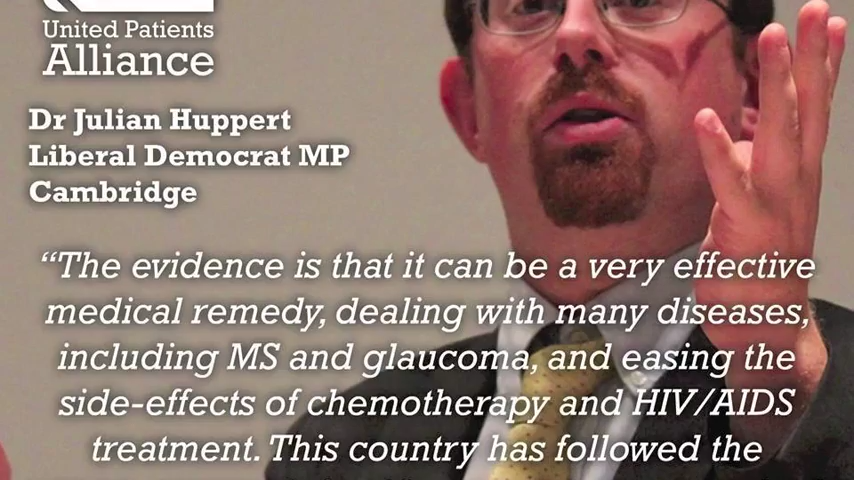 United Patients
Alliance
Dr Julian Huppert
Liberal Democrat MP
Cambridge
“The evidence is that it can be a very effective
medical remedy, dealing with many diseases,
including MS and glaucoma, and easing the
side-effects of chemotherapy and HIV/AIDS
treatment. This country has followed the